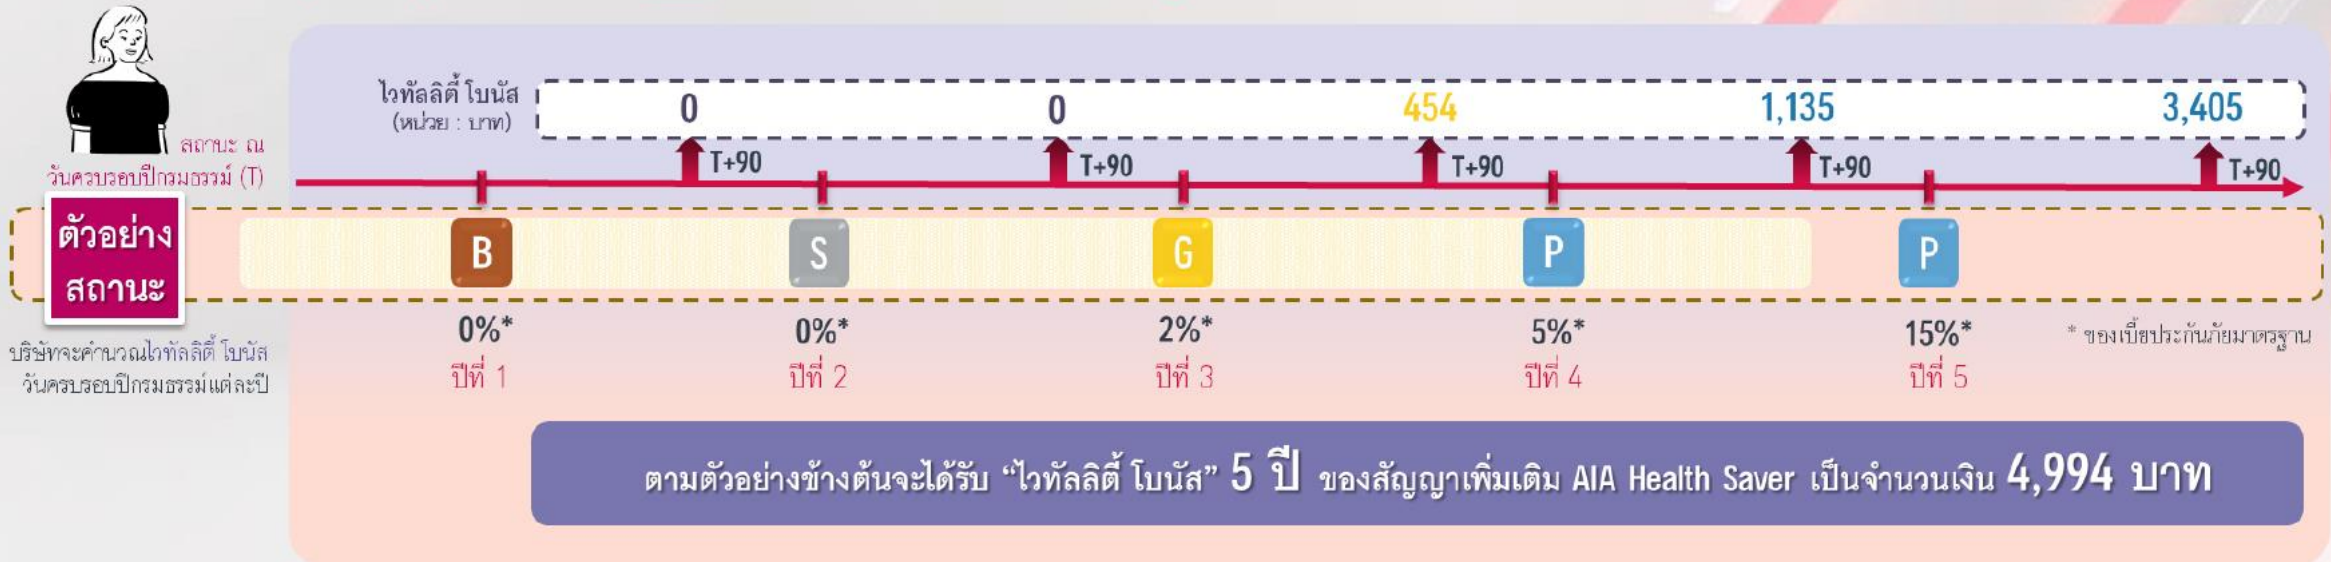 ไวทัลลิตี้ โบนัส
(หน่วย : บาท)
0
0
454
1,135
3,405
สถานะ ณ
วันครบรอบปีกรมธรรม์ (T)
T+90
T+90
T+90
T+90
T+90
ตัวอย่าง
สถานะ
B
S
G
P
P
บริษัทจะคำนวณไวทัลลิตี้ โบนัส
วันครบรอบปีกรมธรรม์แต่ละปี
0%*
0%*
2%*
5%*
15%*
* ของเบี้ยประกันภัยมาตรฐาน
ปีที่ 1
ปีที่ 2
ปีที่ 3
ปีที่ 4
ปีที่ 5
ตามตัวอย่างข้างต้นจะได้รับ “ไวทัลลิตี้ โบนัส” 5 ปี ของสัญญาเพิ่มเติม AIA Health Saver เป็นจำนวนเงิน 4,994 บาท